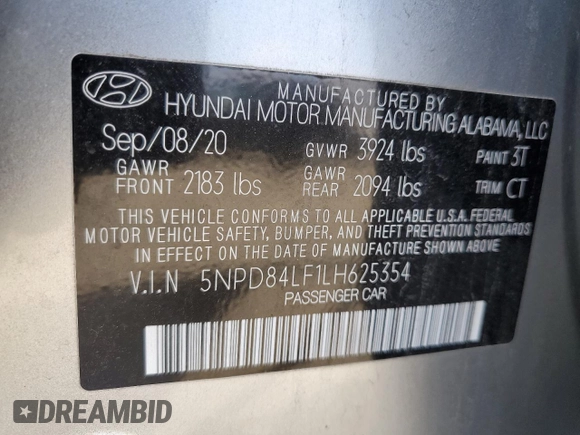 MANUFACTURED BY
HYUNDAI MOTOR MANUFACTURING ALABAMA, LLC
Sep/08/20 GVWR 3924 lbs PAINT 3T
GAWR FRONT 2183 lbs GAWR REAR 2094 lbs TRIM CT
THIS VEHICLE CONFORMS TO ALL APPLICABLE U.S.A. FEDERAL
MOTOR VEHICLE SAFETY, BUMPER, AND THEFT PREVENTION STANDARDS
IN EFFECT ON THE DATE OF MANUFACTURE SHOWN ABOVE.
V.I.N 5NPD84LF1LH625354
PASSENGER CAR
DREAMBID